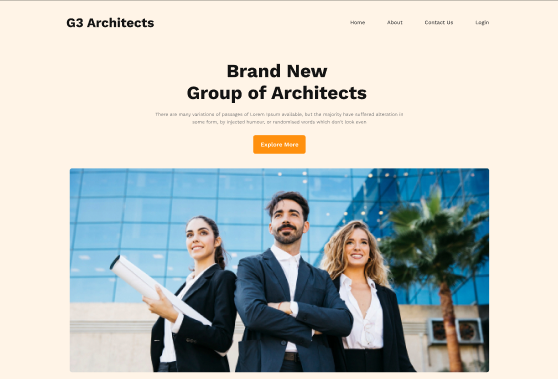 G3 Architects
Home About Contact Us Login
Brand New
Group of Architects
There are many variations of passages of Lorem Ipsum available, but the majority have suffered alteration in
some form, by injected humour, or randomised words which don't look even
Explore More